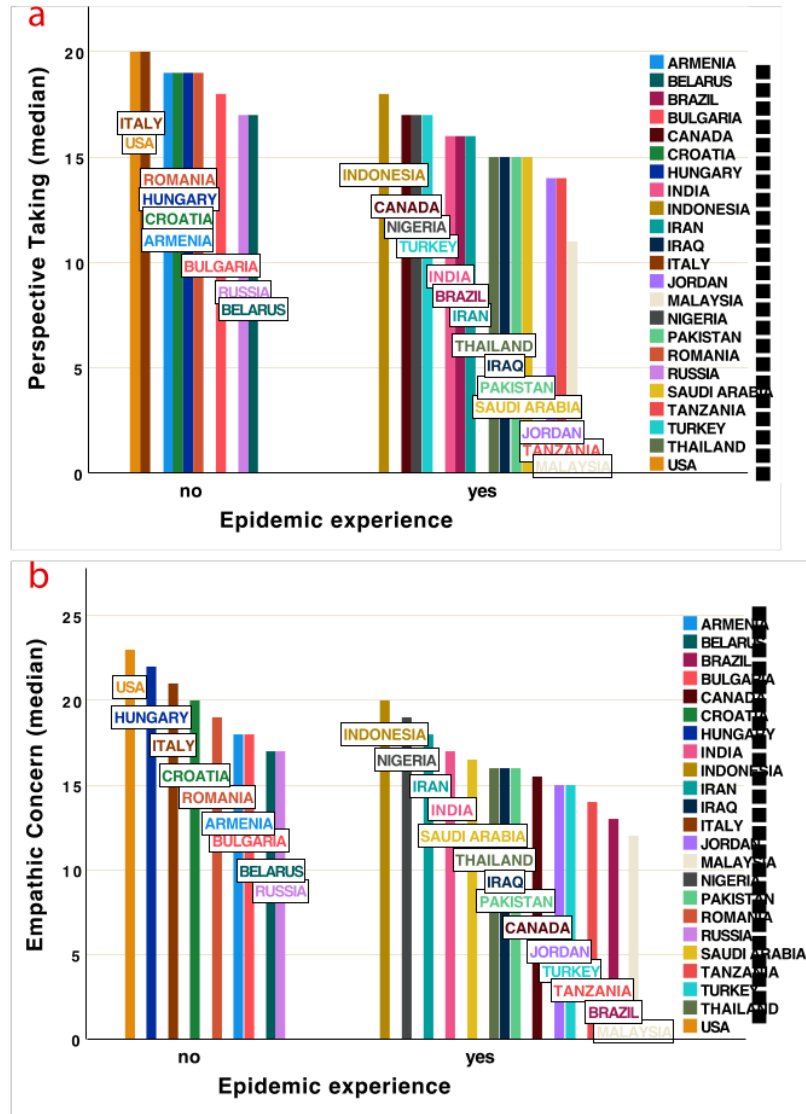 a
Perspective Taking (median)
20
15
10
5
0
ITALY
USA
ROMANIA
HUNGARY
CROATIA
ARMENIA
BULGARIA
RUSSIA
BELARUS
INDONESIA
CANADA
NIGERIA
TURKEY
INDIA
BRAZIL
IRAN
THAILAND
IRAQ
PAKISTAN
SAUDI ARABIA
JORDAN
TANZANIA
MALAYSIA
no
yes
Epidemic experience
ARMENIA
BELARUS
BRAZIL
BULGARIA
CANADA
CROATIA
HUNGARY
INDIA
INDONESIA
IRAN
IRAQ
ITALY
JORDAN
MALAYSIA
NIGERIA
PAKISTAN
ROMANIA
RUSSIA
SAUDI ARABIA
TANZANIA
TURKEY
THAILAND
USA
b
Empathic Concern (median)
25
20
15
10
5
0
USA
HUNGARY
ITALY
CROATIA
ROMANIA
ARMENIA
BULGARIA
BELARUS
RUSSIA
INDONESIA
NIGERIA
IRAN
INDIA
SAUDI ARABIA
THAILAND
IRAQ
PAKISTAN
CANADA
JORDAN
TURKEY
TANZANIA
BRAZIL
MALAYSIA
no
yes
Epidemic experience
ARMENIA
BELARUS
BRAZIL
BULGARIA
CANADA
CROATIA
HUNGARY
INDIA
INDONESIA
IRAN
IRAQ
ITALY
JORDAN
MALAYSIA
NIGERIA
PAKISTAN
ROMANIA
RUSSIA
SAUDI ARABIA
TANZANIA
TURKEY
THAILAND
USA